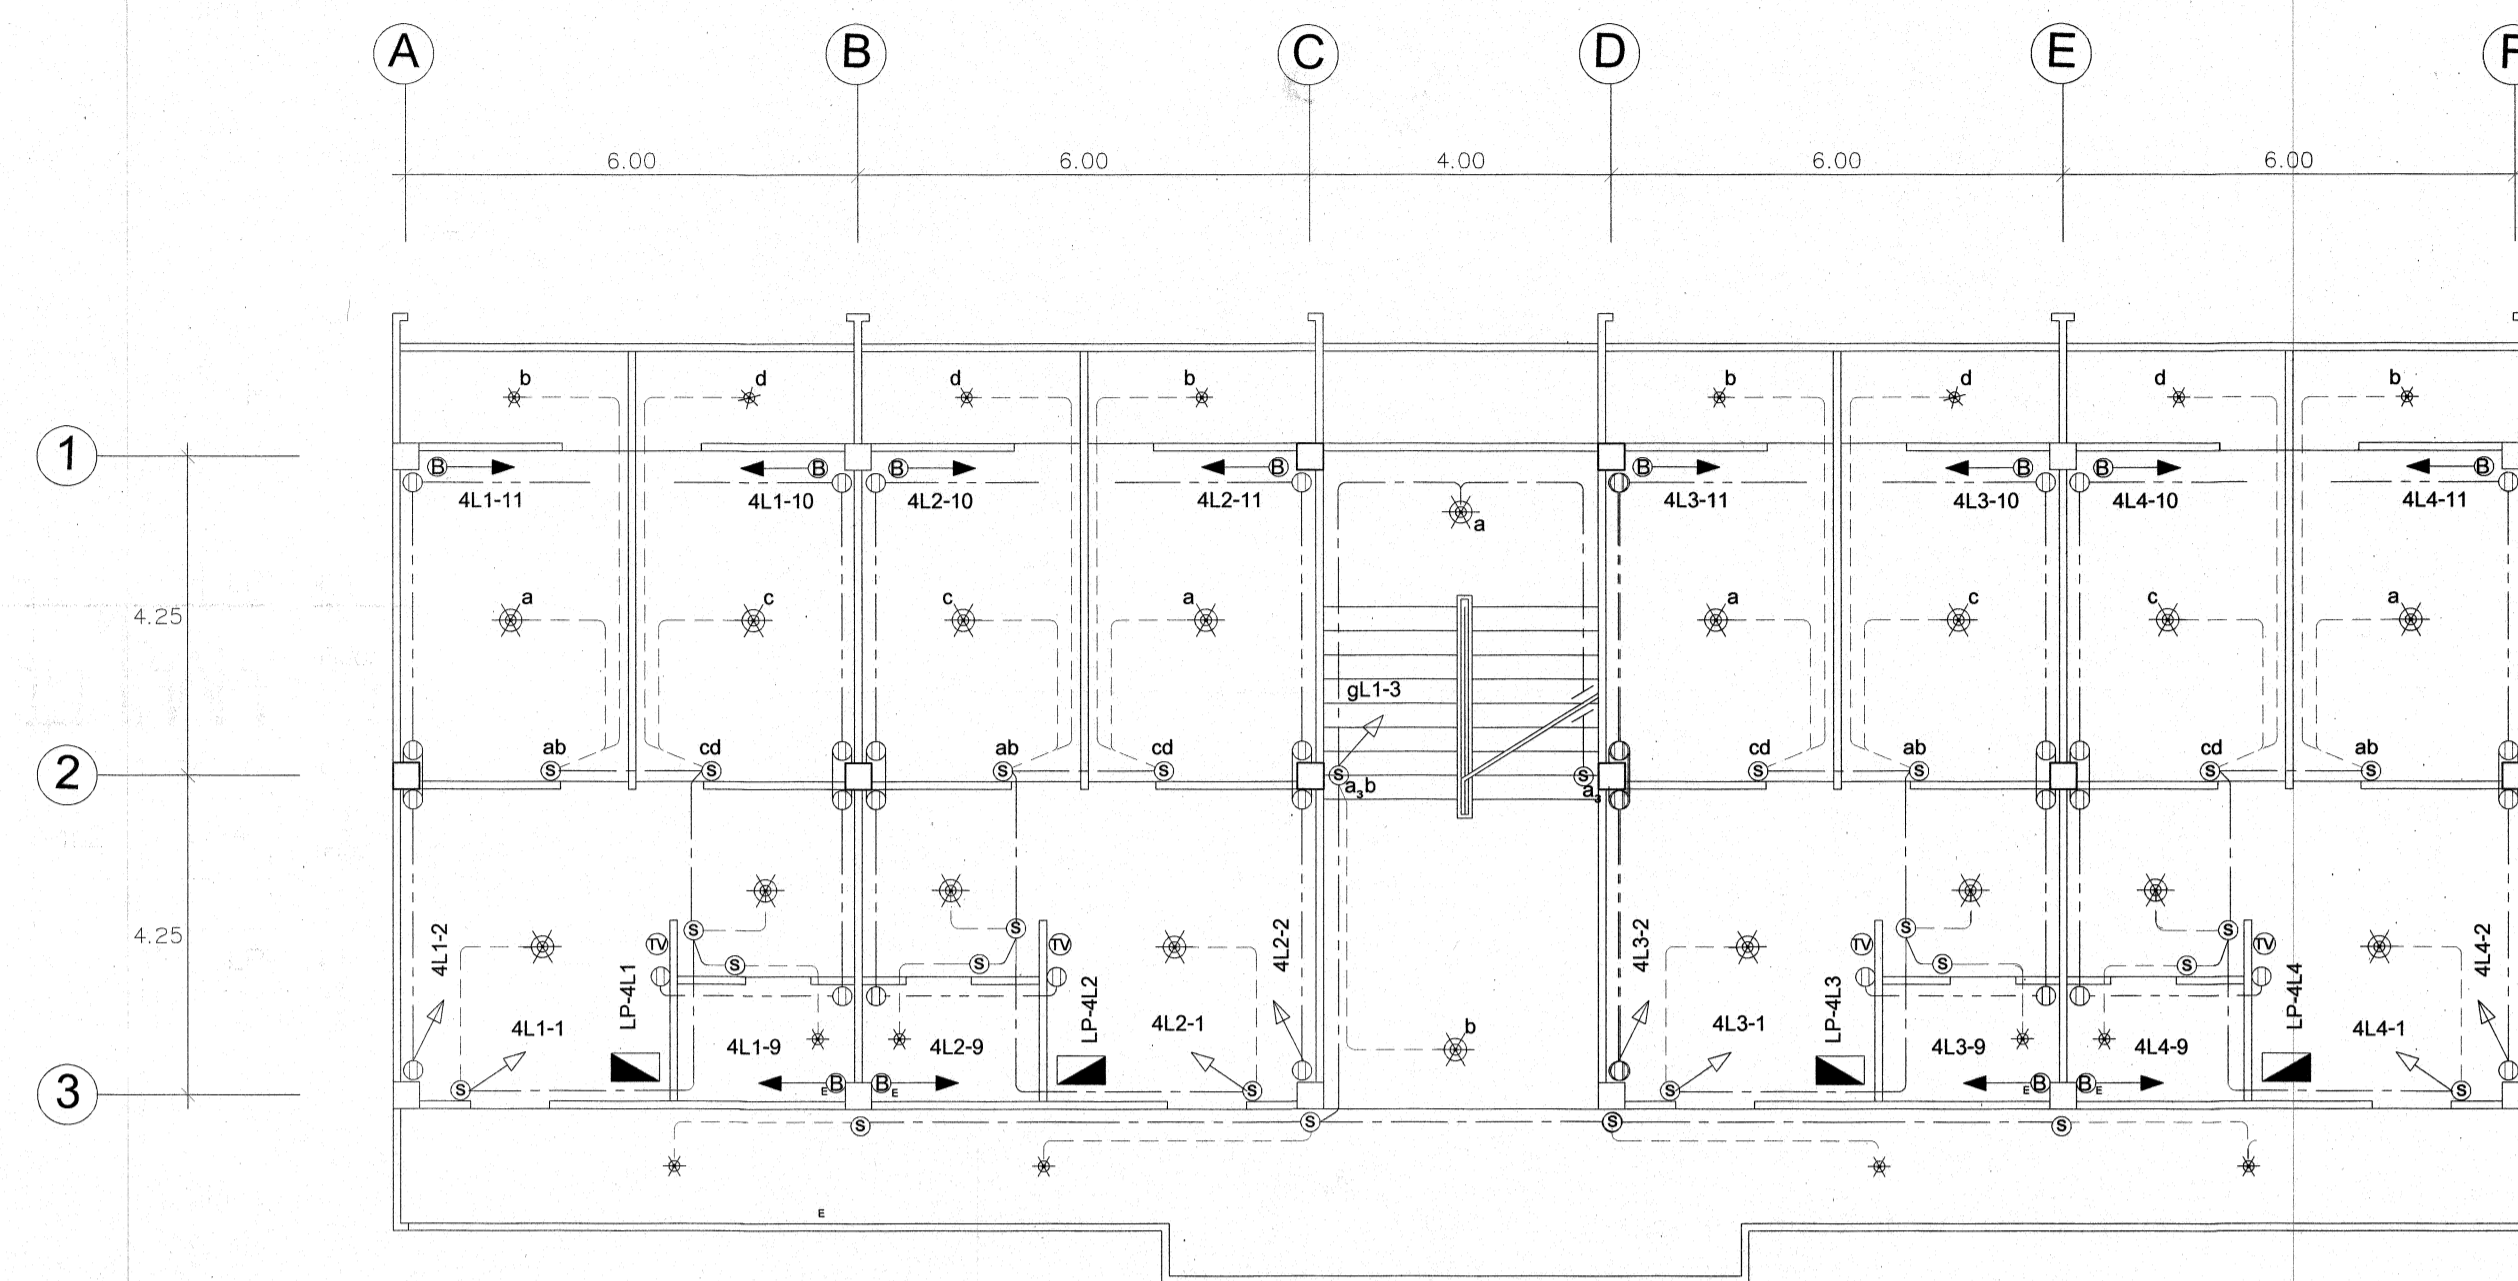 A B C D E F
6.00 6.00 4.00 6.00 6.00
b d d b b d d b
1
B B B B B B B B
4L1-11 4L1-10 4L2-10 4L2-11 4L3-11 4L3-10 4L4-10 4L4-11
a
4.25
a c c a a c c a
gL1-3
ab cd ab cd cd ab cd ab
S S S S S S S S S S
2
a3b a3
4.25
4L1-2 4L2-2 4L3-2 4L4-2
S S S S
TV TV TV TV
S S S S
LP-4L1 LP-4L2 LP-4L3 LP-4L4
4L1-1 4L2-1 4L3-1 4L4-1
b
4L1-9 4L2-9 4L3-9 4L4-9
B B B B
E E E E
3
S S S S
S S S S
E